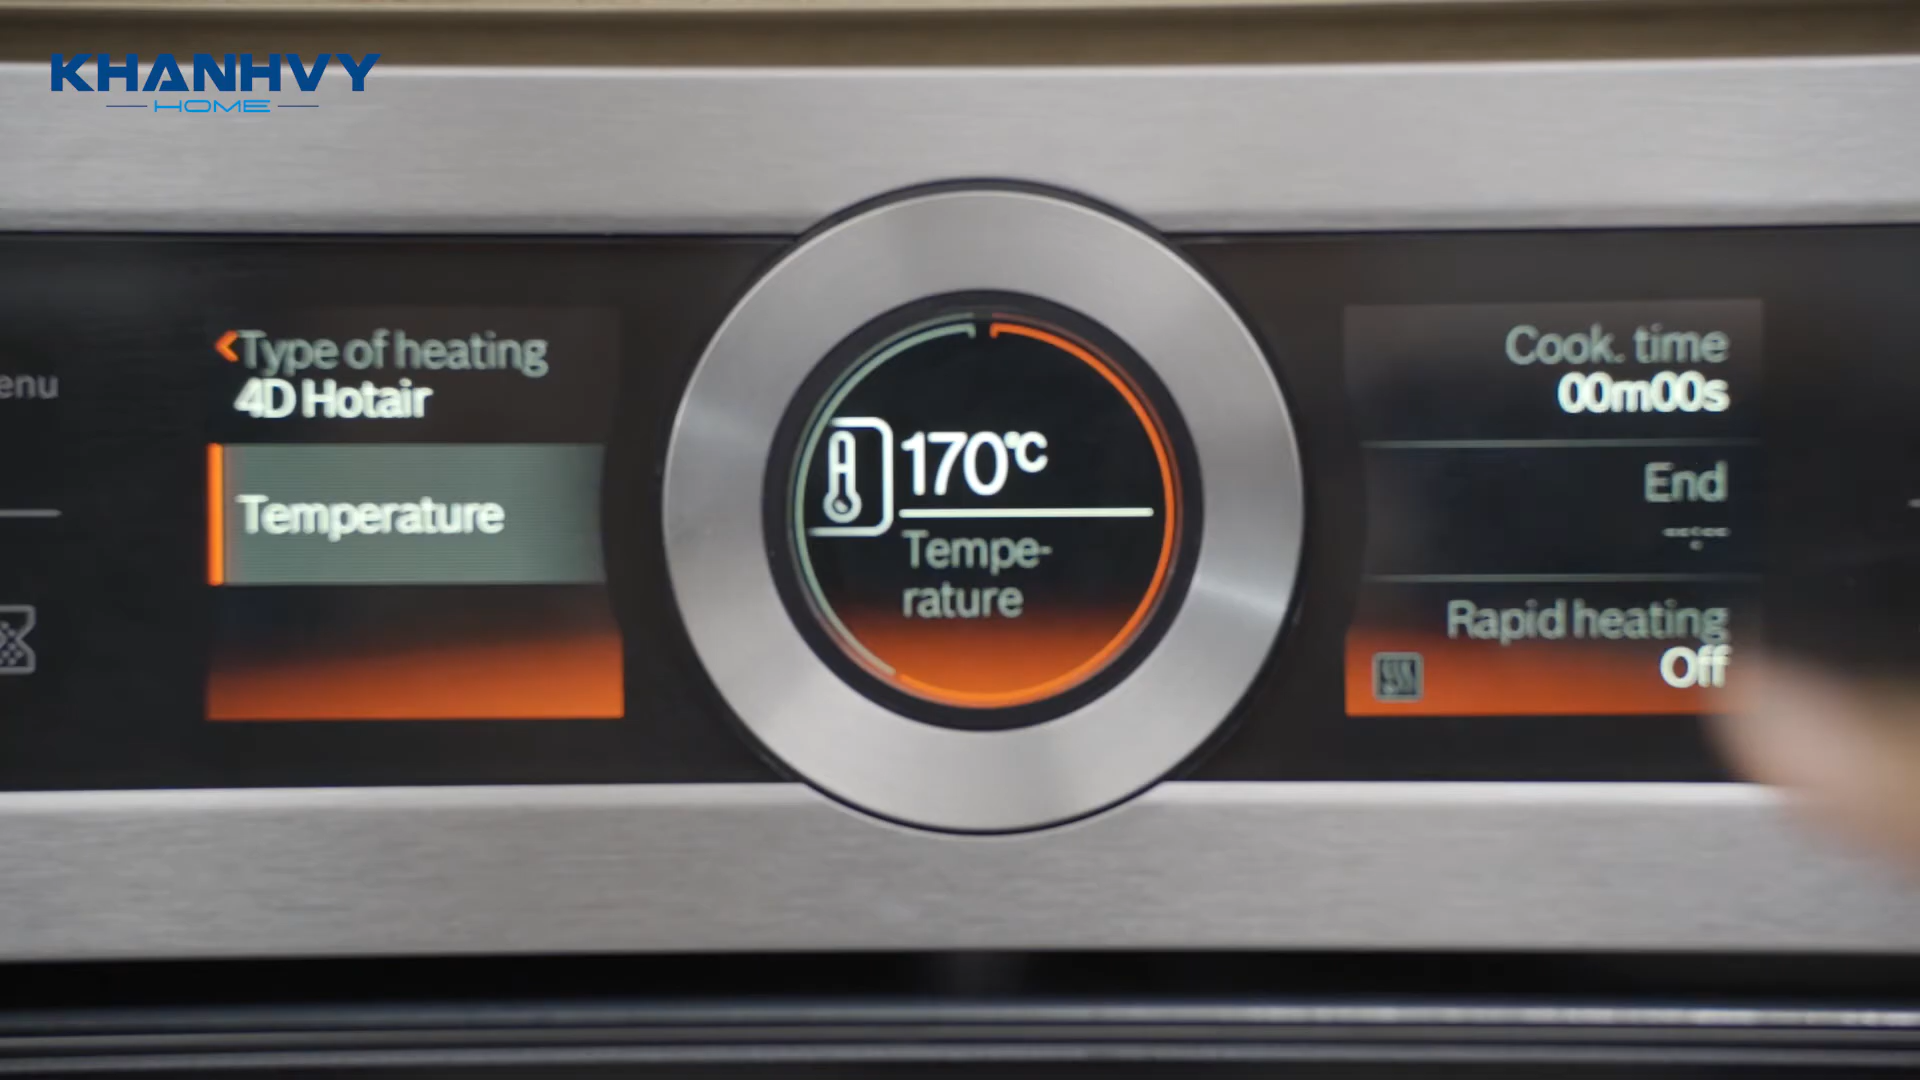 KHANHVY
HOME
enu
Type of heating
4D Hotair
Temperature
170°C
Tempe-
rature
Cook. time
00m00s
End
--:--
Rapid heating
Off